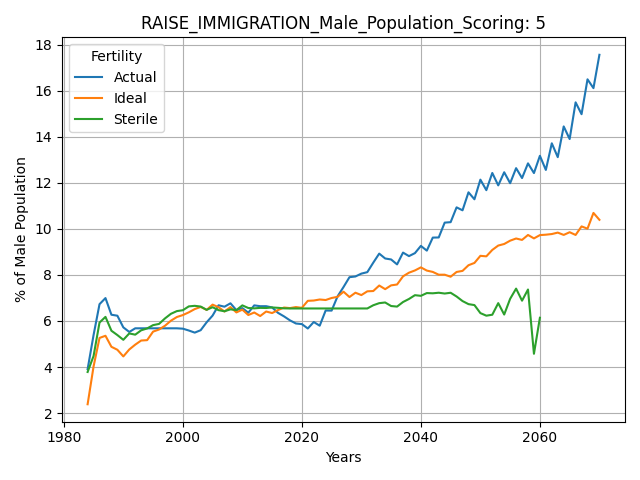 RAISE_IMMIGRATION_Male_Population_Scoring: 5
Fertility
Actual
Ideal
Sterile
% of Male Population
18
16
14
12
10
8
6
4
2
1980
2000
2020
2040
2060
Years